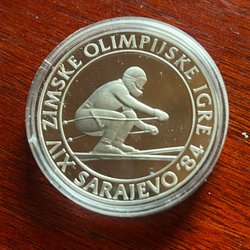 XIV ZIMSKE OLIMPIJSKE IGRE
SARAJEVO '84